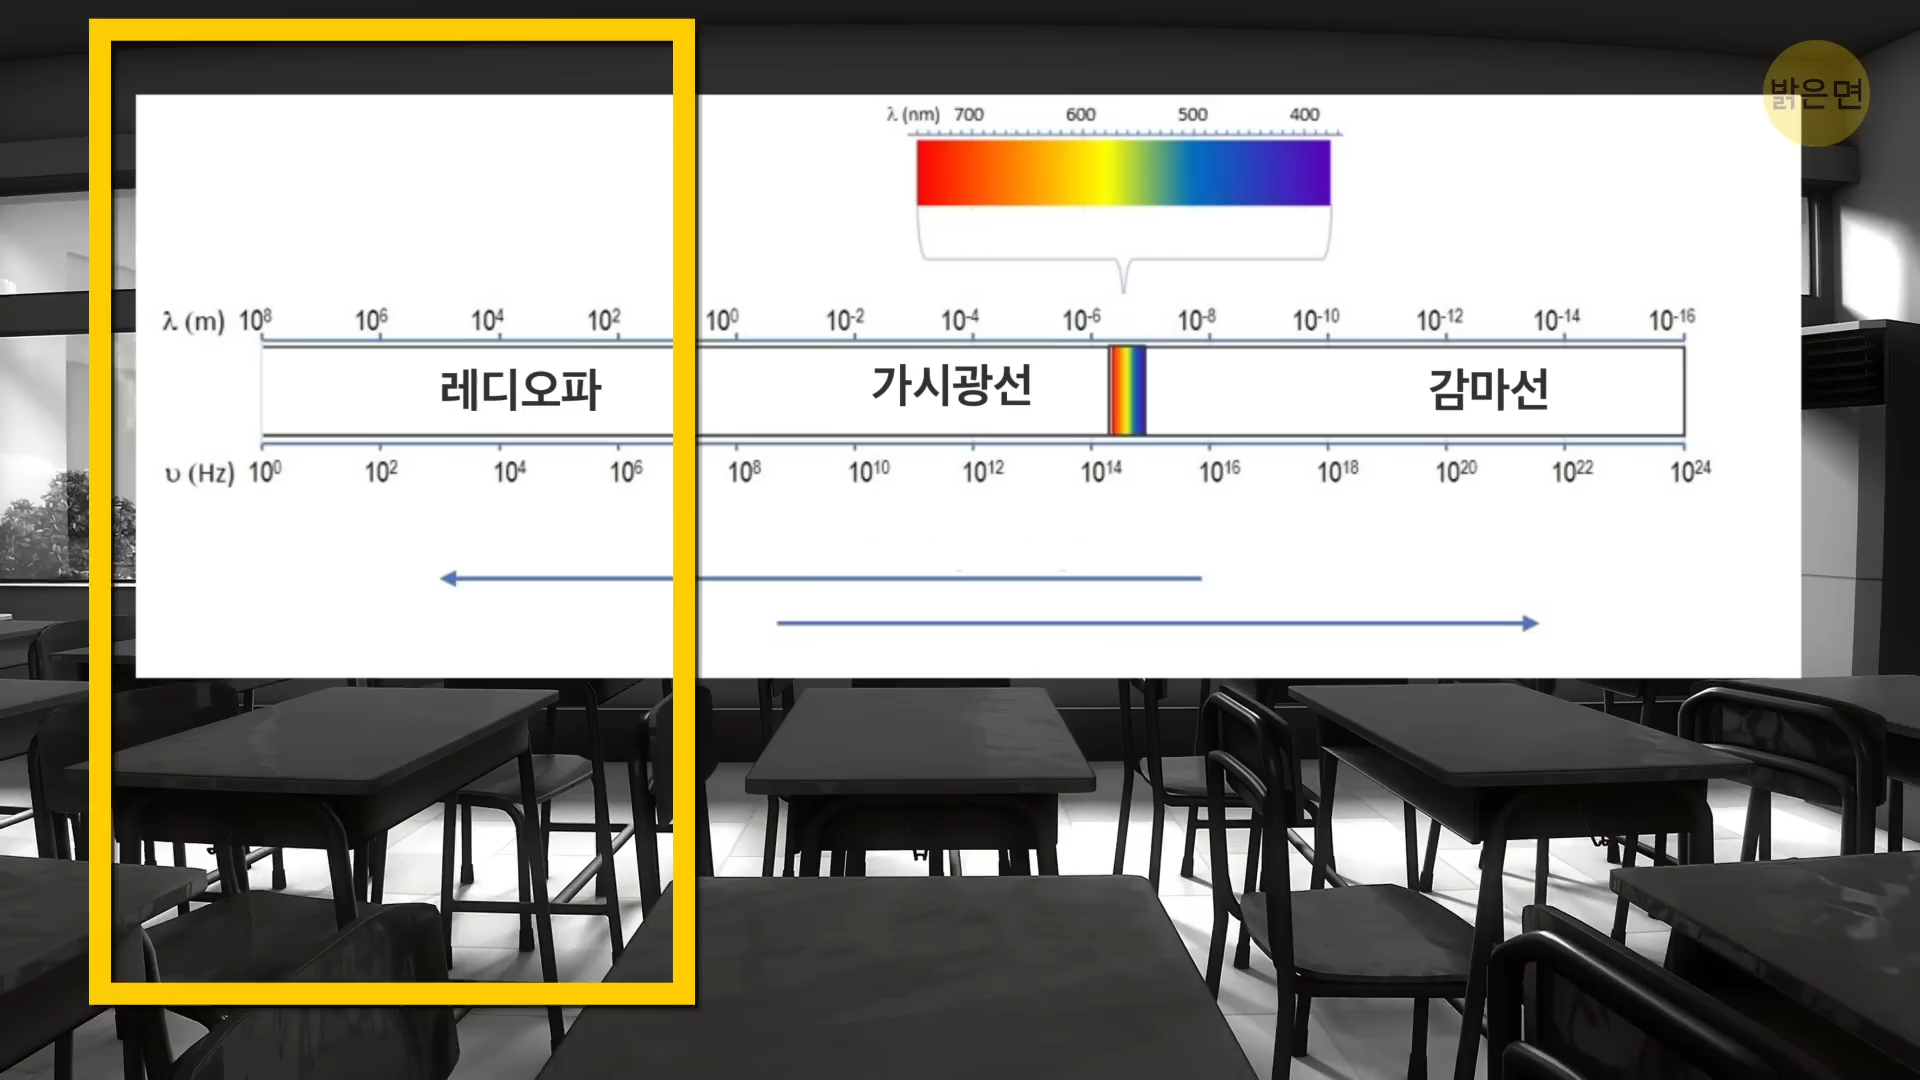 밝은면
λ (nm) 700 600 500 400
λ (m) 10⁸ 10⁶ 10⁴ 10² 10⁰ 10⁻² 10⁻⁴ 10⁻⁶ 10⁻⁸ 10⁻¹⁰ 10⁻¹² 10⁻¹⁴ 10⁻¹⁶
레디오파 가시광선 감마선
υ (Hz) 10⁰ 10² 10⁴ 10⁶ 10⁸ 10¹⁰ 10¹² 10¹⁴ 10¹⁶ 10¹⁸ 10²⁰ 10²² 10²⁴